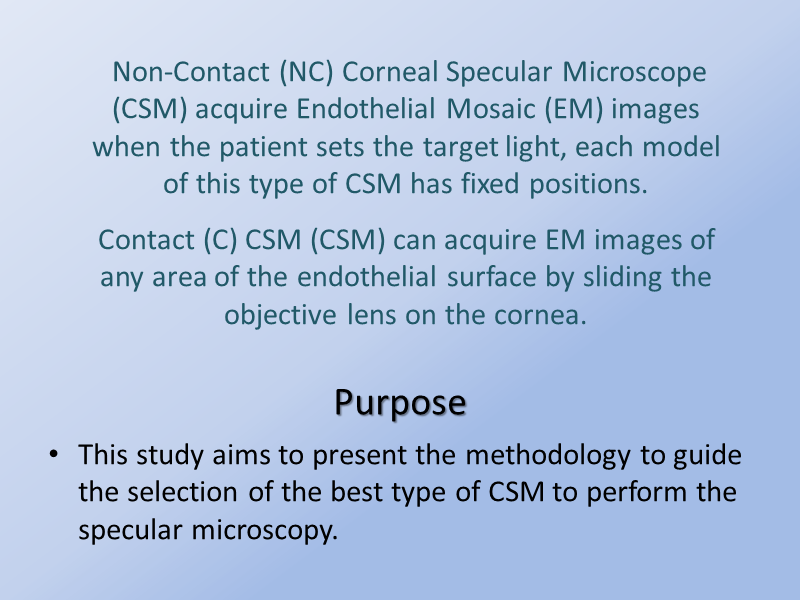 Non-Contact (NC) Corneal Specular Microscope
(CSM) acquire Endothelial Mosaic (EM) images
when the patient sets the target light, each model
of this type of CSM has fixed positions.
Contact (C) CSM (CSM) can acquire EM images of
any area of the endothelial surface by sliding the
objective lens on the cornea.
Purpose
• This study aims to present the methodology to guide
the selection of the best type of CSM to perform the
specular microscopy.